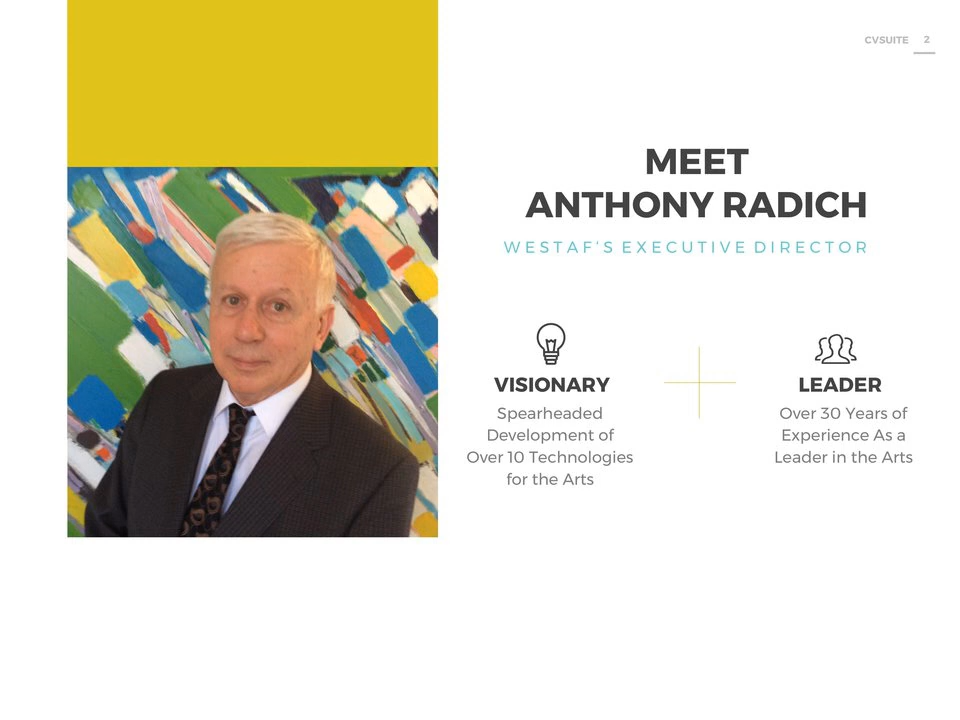 CVSUITE 2
MEET
ANTHONY RADICH
WESTAF'S EXECUTIVE DIRECTOR
VISIONARY
Spearheaded
Development of
Over 10 Technologies
for the Arts
LEADER
Over 30 Years of
Experience As a
Leader in the Arts